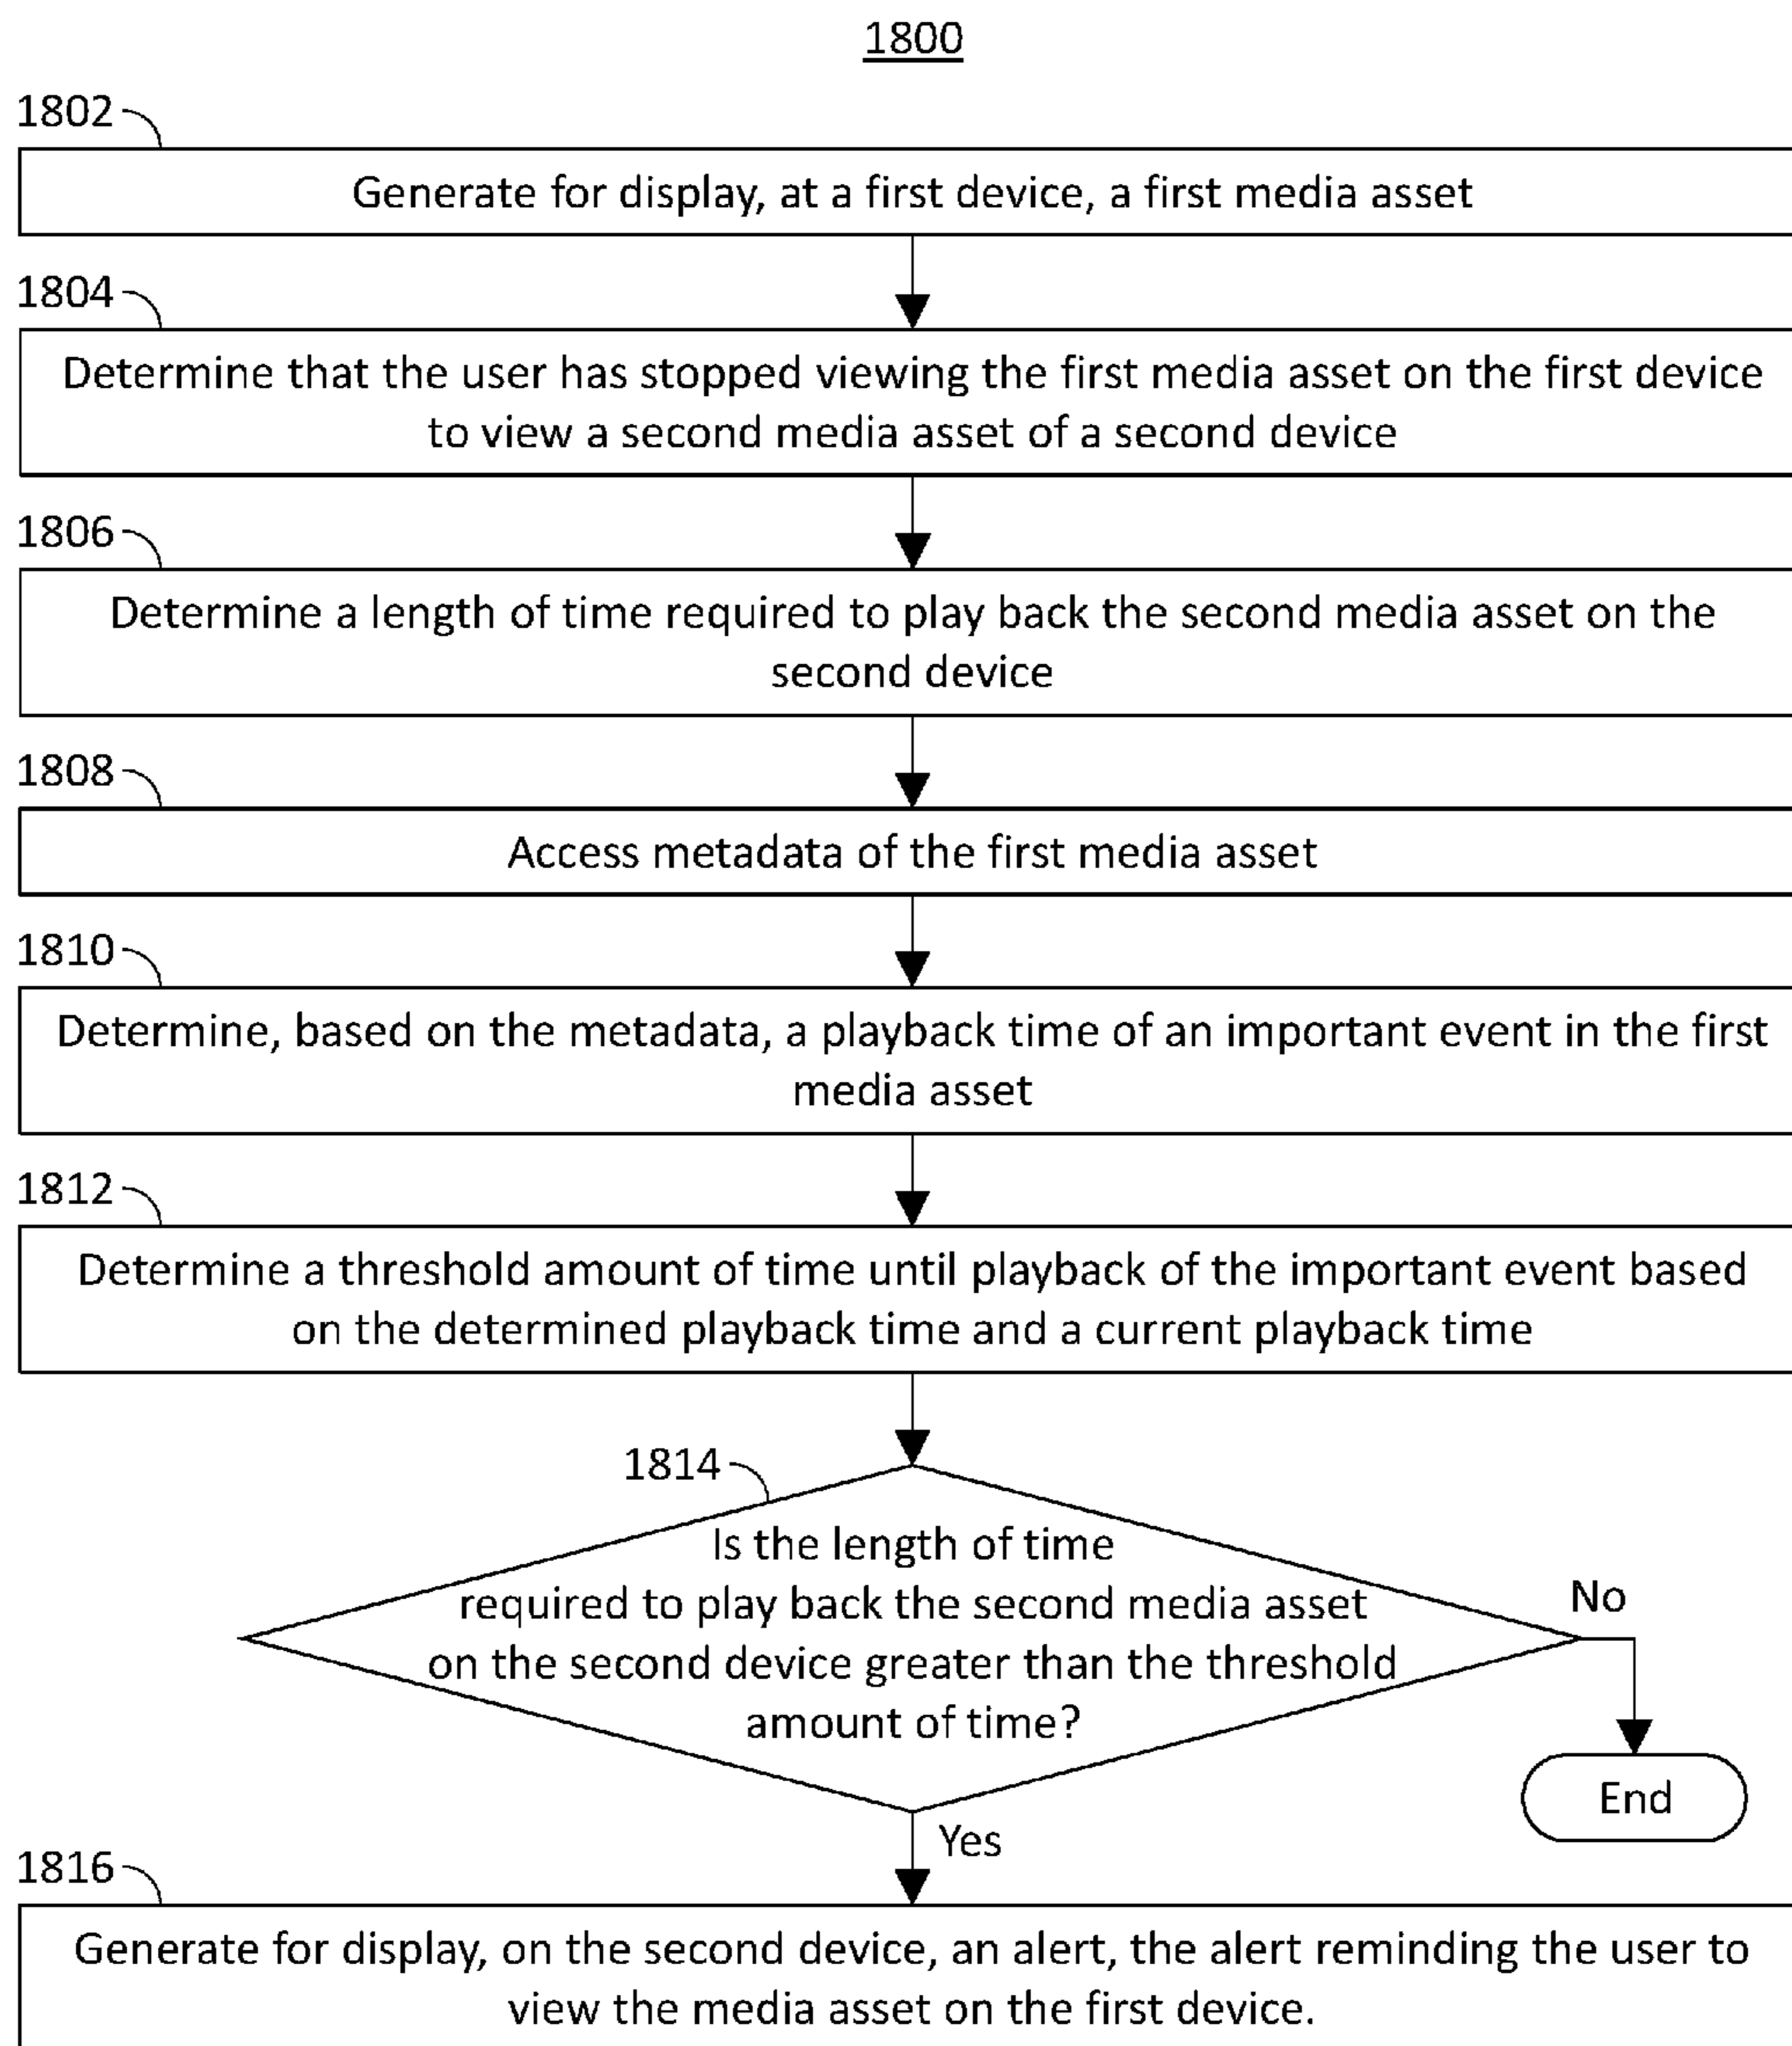 1800
1802
Generate for display, at a first device, a first media asset
1804
Determine that the user has stopped viewing the first media asset on the first device
to view a second media asset of a second device
1806
Determine a length of time required to play back the second media asset on the
second device
1808
Access metadata of the first media asset
1810
Determine, based on the metadata, a playback time of an important event in the first
media asset
1812
Determine a threshold amount of time until playback of the important event based
on the determined playback time and a current playback time
1814
Is the length of time
required to play back the second media asset
on the second device greater than the threshold
amount of time?
No
End
Yes
1816
Generate for display, on the second device, an alert, the alert reminding the user to
view the media asset on the first device.